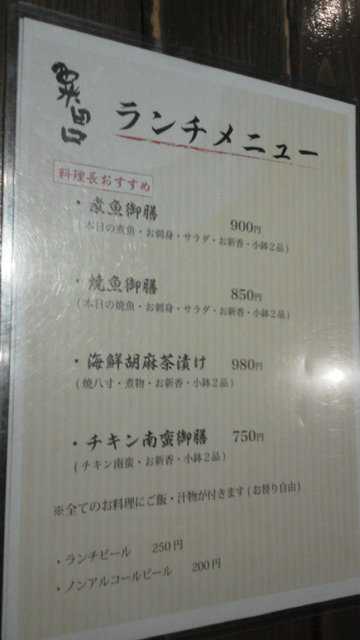 粟田口
ランチメニュー
料理長おすすめ
・煮魚御膳 900円
(本日の煮魚・お刺身・サラダ・お新香・小鉢2品)
・焼魚御膳 850円
(本日の焼魚・お刺身・サラダ・お新香・小鉢2品)
・海鮮胡麻茶漬け 980円
(焼八寸・煮物・お新香・小鉢2品)
・チキン南蛮御膳 750円
(チキン南蛮・お新香・小鉢2品)
※全てのお料理にご飯・汁物が付きます(お替り自由)
・ランチビール 250円
・ノンアルコールビール 200円